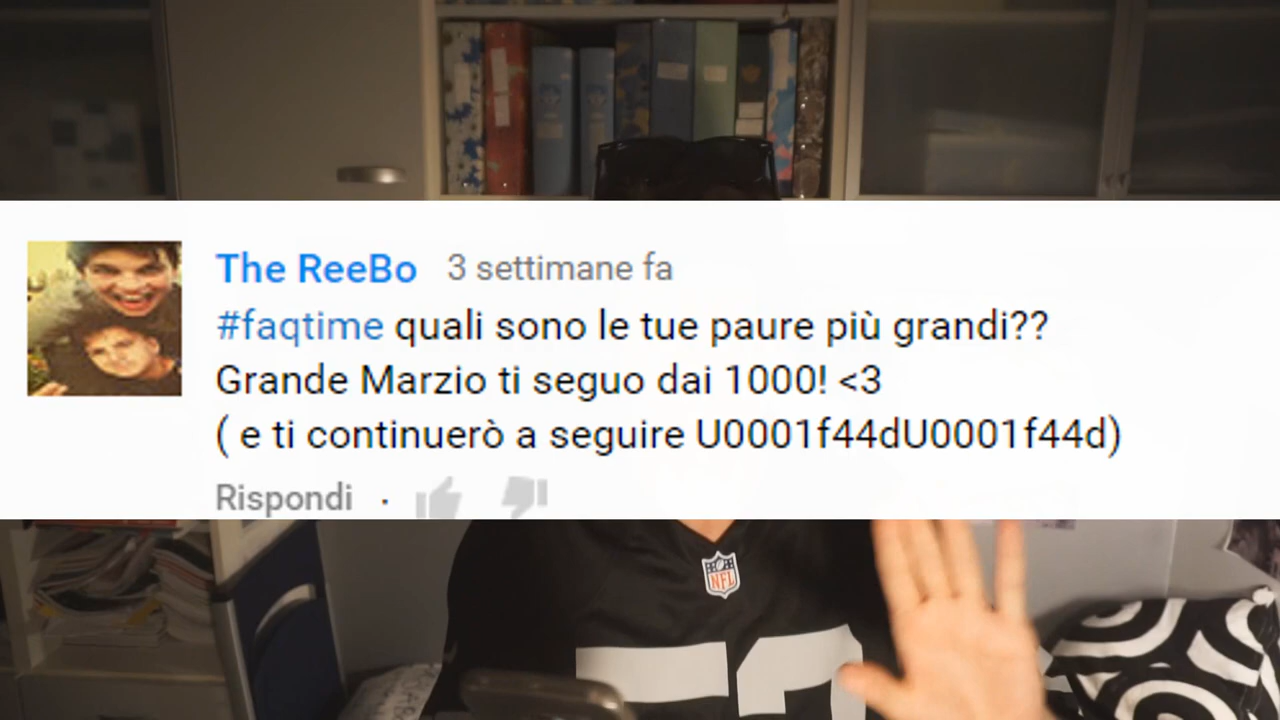 The ReeBo 3 settimane fa
#faqtime quali sono le tue paure più grandi??
Grande Marzio ti seguo dai 1000! <3
( e ti continuerò a seguire U0001f44dU0001f44d)
Rispondi ·
NFL